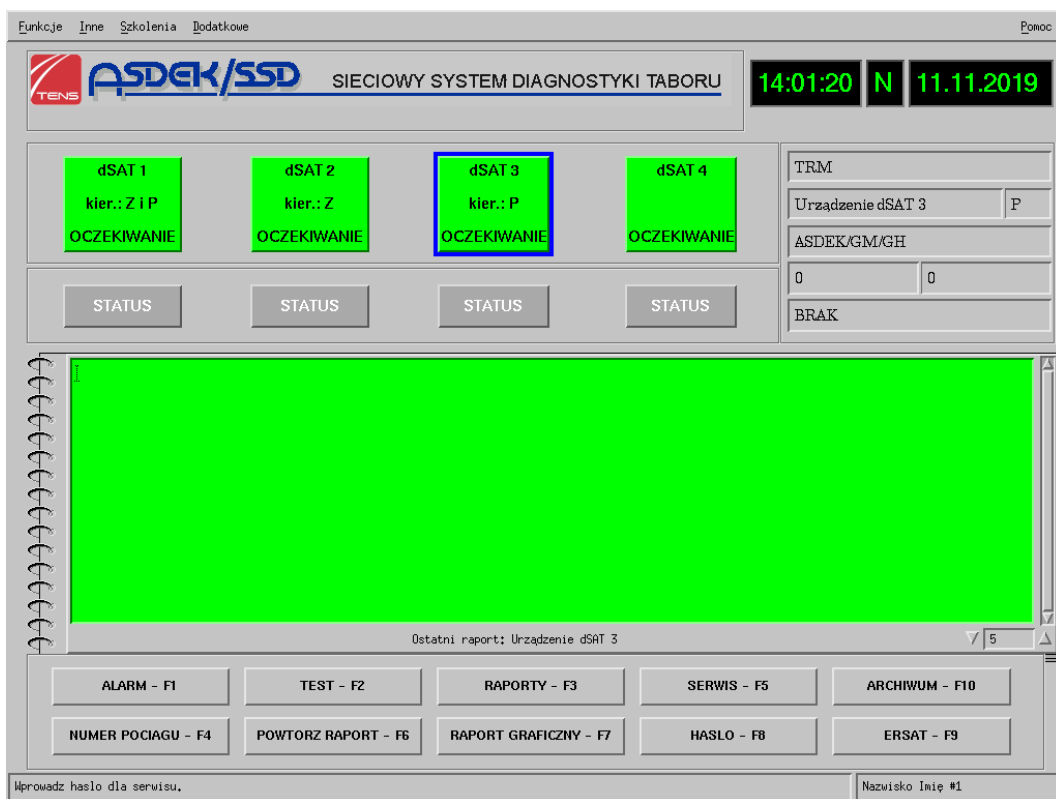 Funkcje Inne Szkolenia Dodatkowe Pomoc
TENS
ASDEK/SSD SIECIOWY SYSTEM DIAGNOSTYKI TABORU
14:01:20 N 11.11.2019
dSAT 1 dSAT 2 dSAT 3 dSAT 4
kier.: Z i P kier.: Z kier.: P
OCZEKIWANIE OCZEKIWANIE OCZEKIWANIE OCZEKIWANIE
STATUS STATUS STATUS STATUS
TRM
Urządzenie dSAT 3 P
ASDEK/GM/GH
0 0
BRAK
Ostatni raport: Urządzenie dSAT 3 5
ALARM - F1 TEST - F2 RAPORTY - F3 SERWIS - F5 ARCHIWUM - F10
NUMER POCIAGU - F4 POWTORZ RAPORT - F6 RAPORT GRAFICZNY - F7 HASLO - F8 ERSAT - F9
Wprowadz haslo dla serwisu. Nazwisko Imię #1